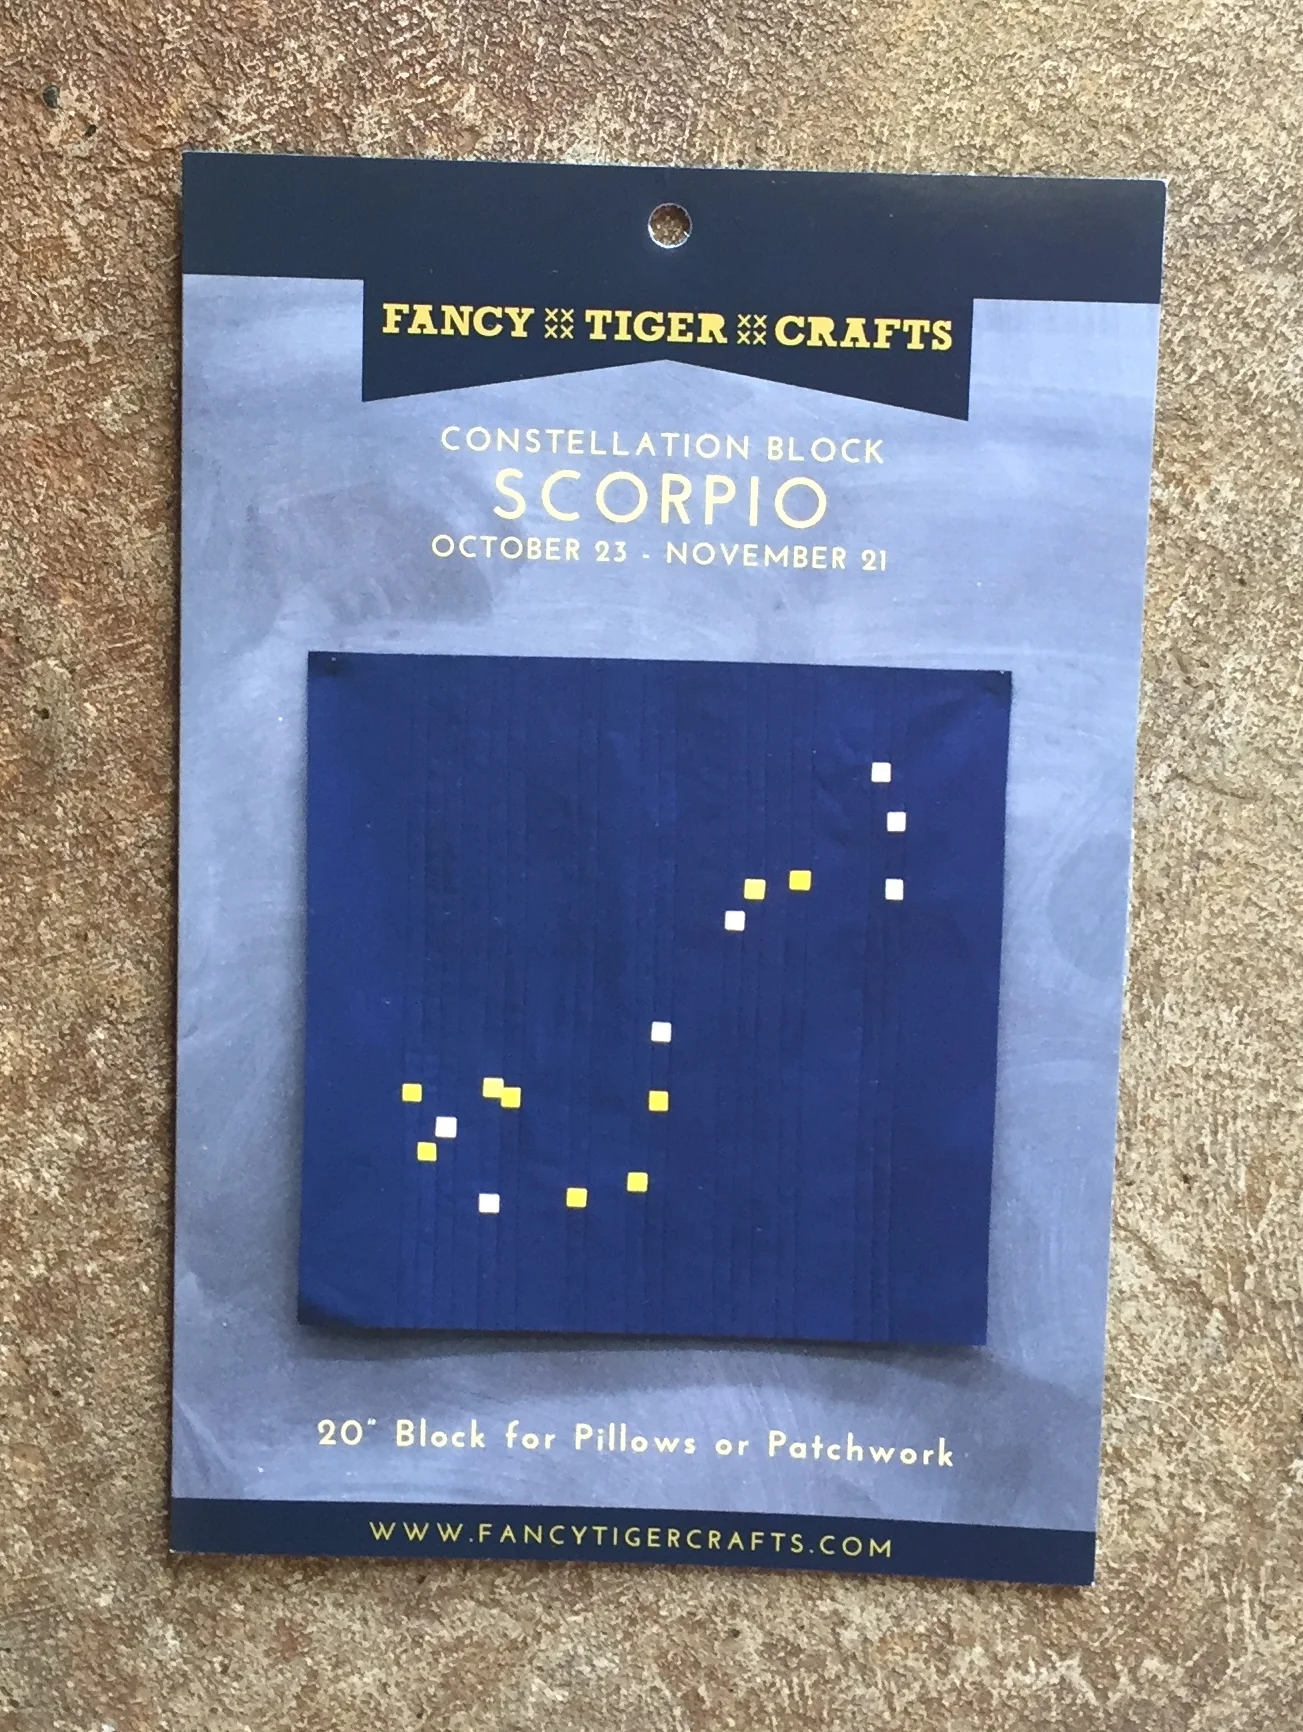 FANCY TIGER CRAFTS
CONSTELLATION BLOCK
SCORPIO
OCTOBER 23 - NOVEMBER 21
20" Block for Pillows or Patchwork
WWW.FANCYTIGERCRAFTS.COM